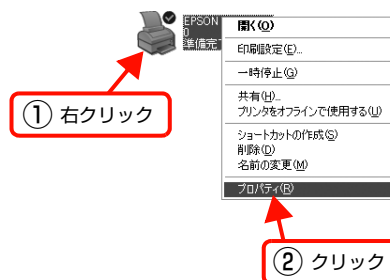 EPSON
0
準備完
開く(O)
印刷設定(E)...
一時停止(G)
共有(H)...
プリンタをオフラインで使用する(U)
ショートカットの作成(S)
削除(D)
名前の変更(M)
プロパティ(R)
① 右クリック
② クリック